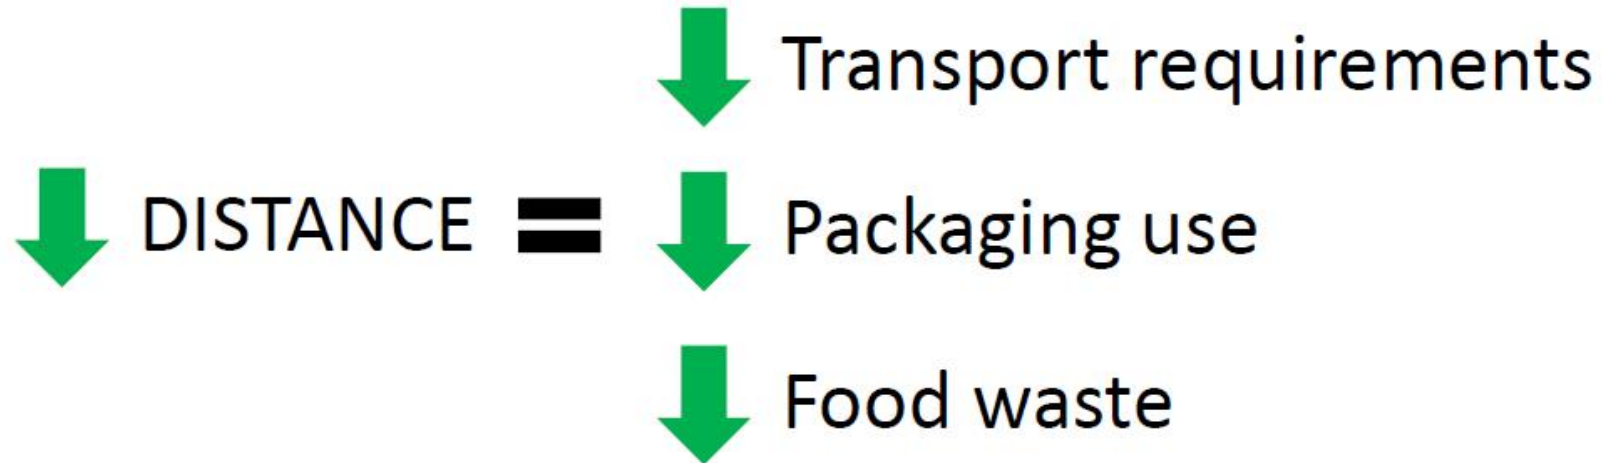 Transport requirements
DISTANCE = Packaging use
Food waste